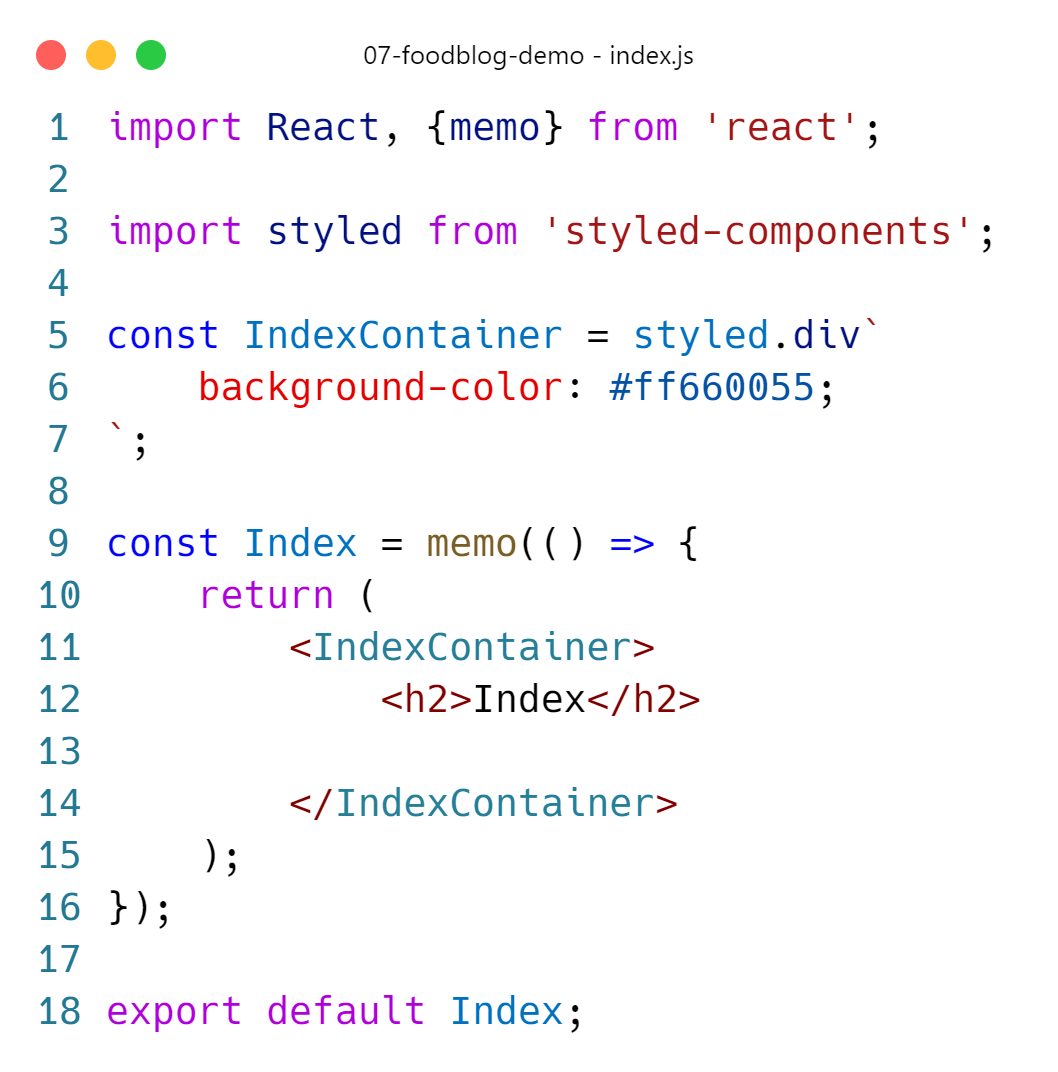 07-foodblog-demo - index.js
1 import React, {memo} from 'react';
2
3 import styled from 'styled-components';
4
5 const IndexContainer = styled.div`
6     background-color: #ff660055;
7 `;
8
9 const Index = memo(() => {
10     return (
11         <IndexContainer>
12             <h2>Index</h2>
13
14         </IndexContainer>
15     );
16 });
17
18 export default Index;